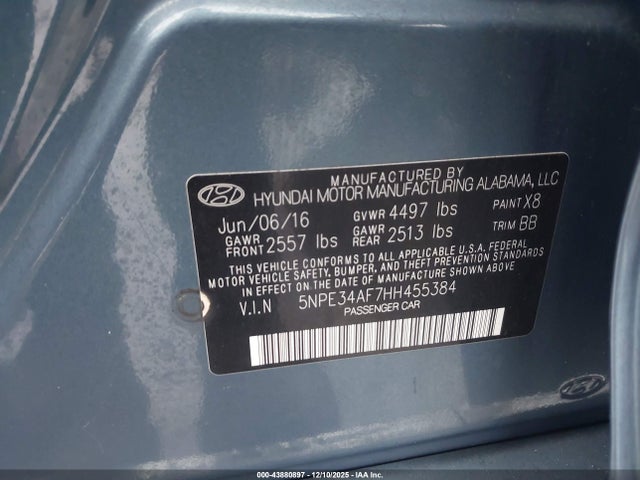 MANUFACTURED BY
HYUNDAI MOTOR MANUFACTURING ALABAMA, LLC
Jun/06/16 GVWR 4497 lbs PAINT X8
GAWR FRONT 2557 lbs GAWR REAR 2513 lbs TRIM BB
THIS VEHICLE CONFORMS TO ALL APPLICABLE U.S.A. FEDERAL
MOTOR VEHICLE SAFETY, BUMPER, AND THEFT PREVENTION STANDARDS
IN EFFECT ON THE DATE OF MANUFACTURE SHOWN ABOVE.
V.I.N 5NPE34AF7HH455384
PASSENGER CAR
000-43880897 - 12/10/2025 - IAAI.COM